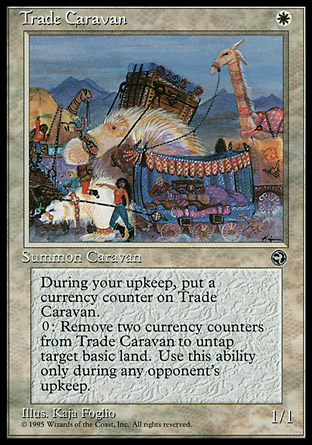 Trade Caravan
Summon Caravan
During your upkeep, put a
currency counter on Trade
Caravan.
0: Remove two currency counters
from Trade Caravan to untap
target basic land. Use this ability
only during any opponent's
upkeep.
Illus. Kaja Foglio
1/1
© 1995 Wizards of the Coast, Inc. All rights reserved.